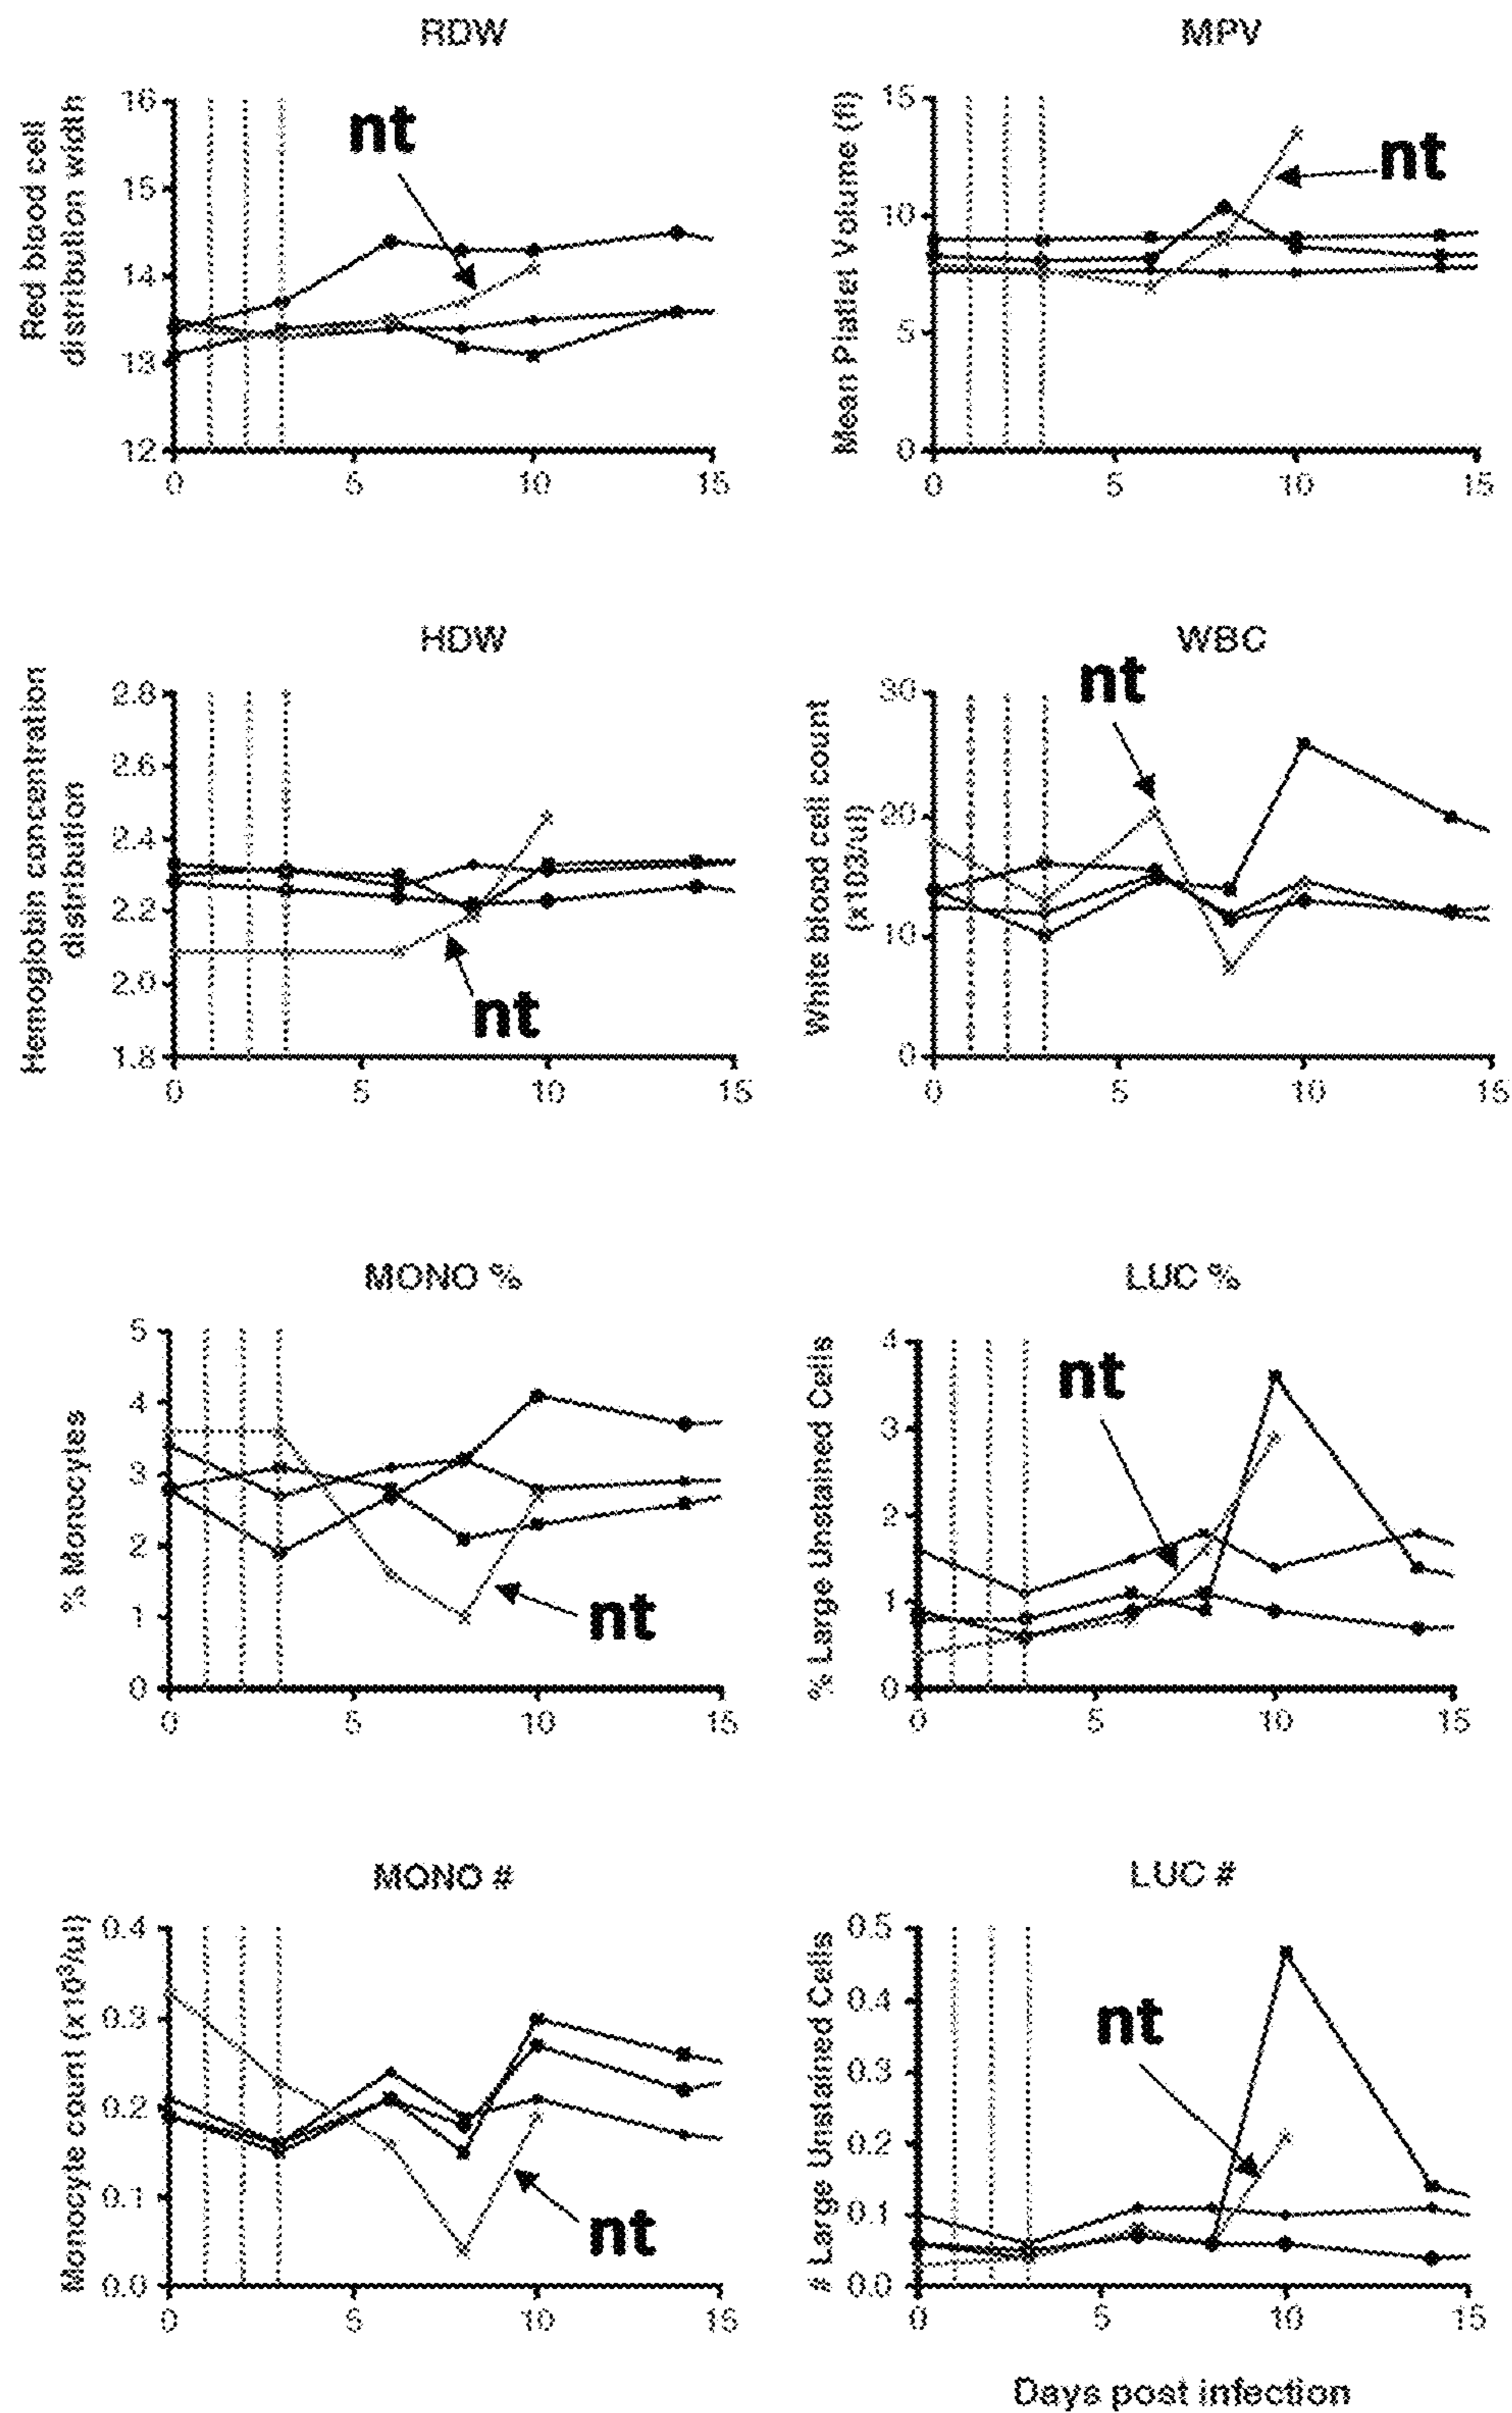 RDW
Red blood cell
distribution width
16
15
14
13
12
0 5 10 15
nt
MPV
Mean Platlet Volume (fl)
15
10
5
0
0 5 10 15
nt
HDW
Hemoglobin concentration
distribution
2.8
2.6
2.4
2.2
2.0
1.8
0 5 10 15
nt
WBC
White blood cell count
(x103/ul)
30
20
10
0
0 5 10 15
nt
MONO %
% Monocytes
5
4
3
2
1
0
0 5 10 15
nt
LUC %
% Large Unstained Cells
4
3
2
1
0
0 5 10 15
nt
MONO #
Monocyte count (x10³/ul)
0.4
0.3
0.2
0.1
0.0
0 5 10 15
nt
LUC #
# Large Unstained Cells
0.5
0.4
0.3
0.2
0.1
0.0
0 5 10 15
nt
Days post infection